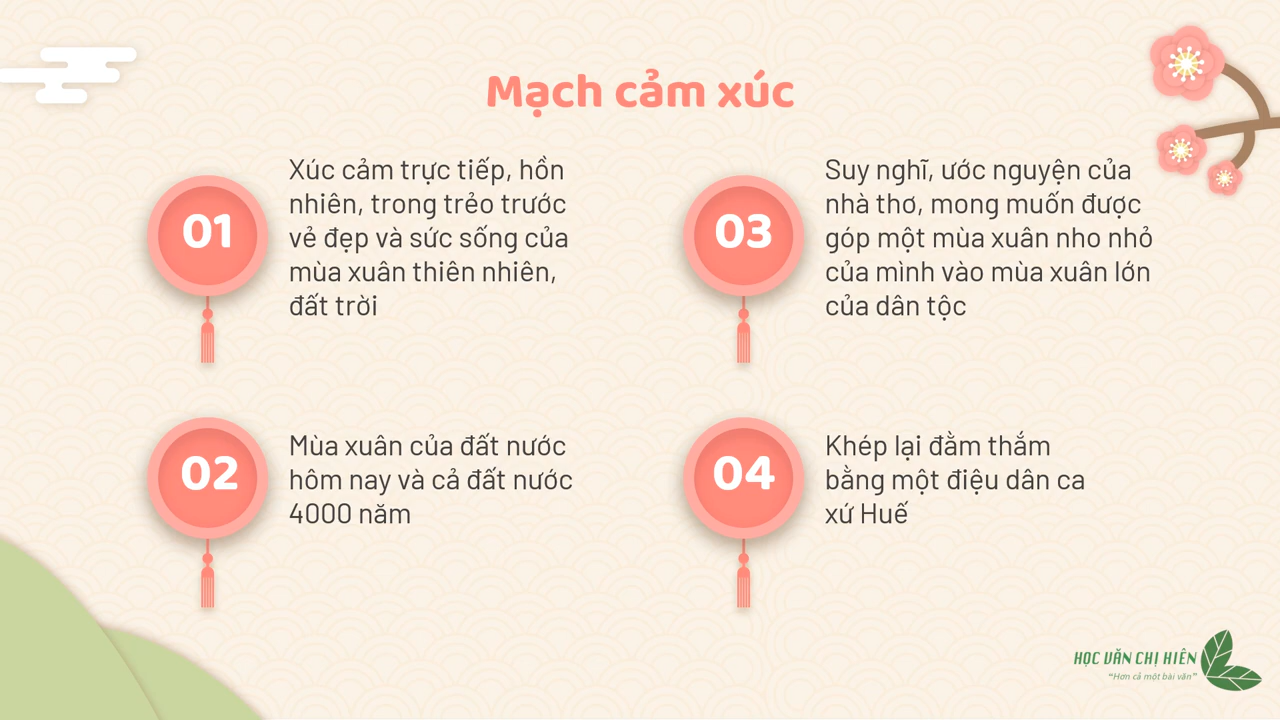 Mạch cảm xúc
01
Xúc cảm trực tiếp, hồn
nhiên, trong trẻo trước
vẻ đẹp và sức sống của
mùa xuân thiên nhiên,
đất trời
02
Mùa xuân của đất nước
hôm nay và cả đất nước
4000 năm
03
Suy nghĩ, ước nguyện của
nhà thơ, mong muốn được
góp một mùa xuân nho nhỏ
của mình vào mùa xuân lớn
của dân tộc
04
Khép lại đằm thắm
bằng một điệu dân ca
xứ Huế
HỌC VĂN CHỊ HIÊN
"Hơn cả một bài văn"